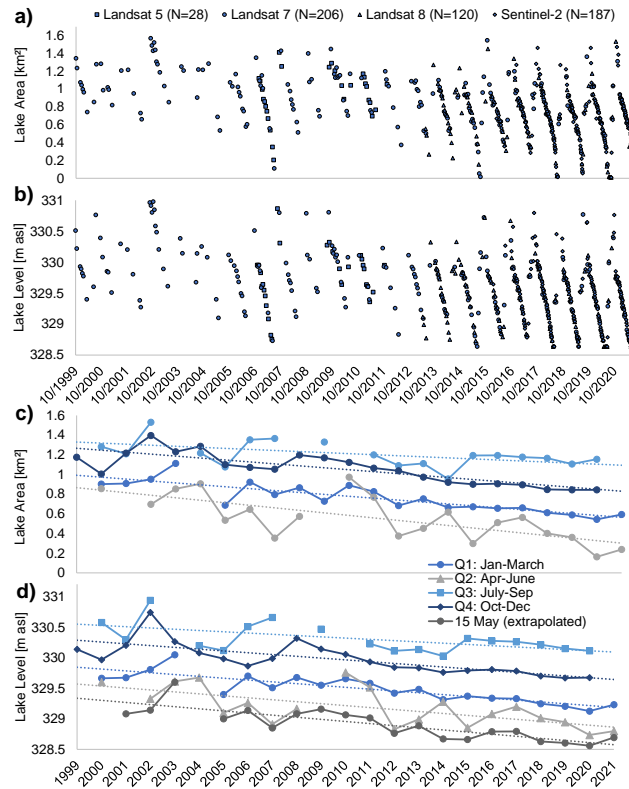 a)
Landsat 5 (N=28) Landsat 7 (N=206) Landsat 8 (N=120) Sentinel-2 (N=187)
Lake Area [km²]
1.6
1.4
1.2
1
0.8
0.6
0.4
0.2
0
b)
Lake Level [m asl]
331
330.5
330
329.5
329
328.5
10/1999 10/2000 10/2001 10/2002 10/2003 10/2004 10/2005 10/2006 10/2007 10/2008 10/2009 10/2010 10/2011 10/2012 10/2013 10/2014 10/2015 10/2016 10/2017 10/2018 10/2019 10/2020
c)
Lake Area [km²]
1.6
1.4
1.2
1
0.8
0.6
0.4
0.2
0
Q1: Jan-March
Q2: Apr-June
Q3: July-Sep
Q4: Oct-Dec
15 May (extrapolated)
d)
Lake Level [m asl]
331
330.5
330
329.5
329
328.5
1999 2000 2001 2002 2003 2004 2005 2006 2007 2008 2009 2010 2011 2012 2013 2014 2015 2016 2017 2018 2019 2020 2021